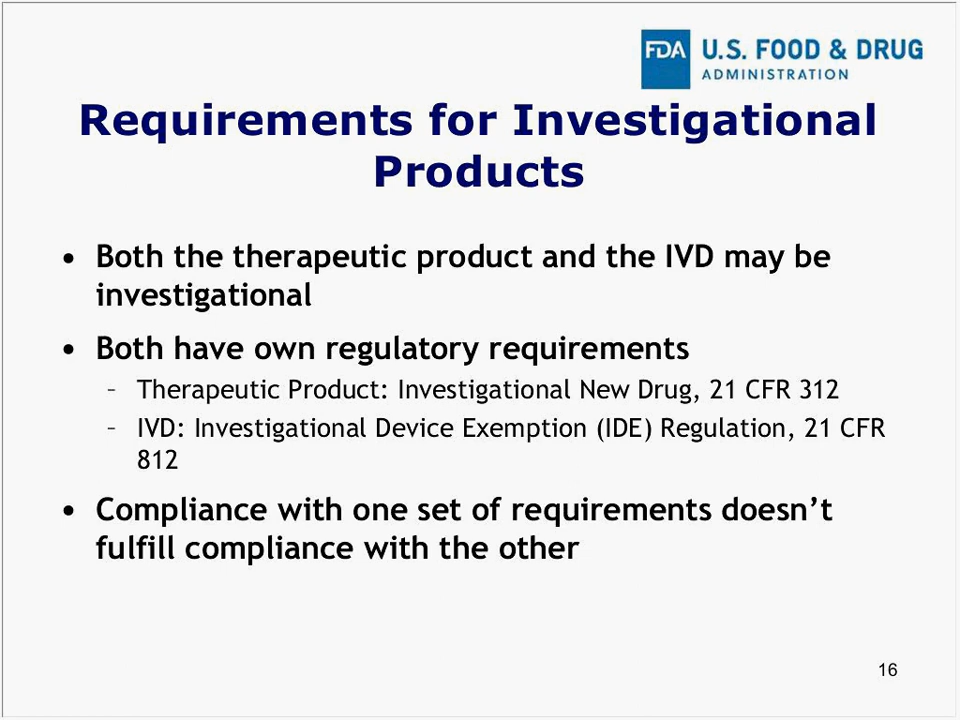 FDA U.S. FOOD & DRUG
ADMINISTRATION
Requirements for Investigational
Products
• Both the therapeutic product and the IVD may be
investigational
• Both have own regulatory requirements
– Therapeutic Product: Investigational New Drug, 21 CFR 312
– IVD: Investigational Device Exemption (IDE) Regulation, 21 CFR
812
• Compliance with one set of requirements doesn’t
fulfill compliance with the other
16